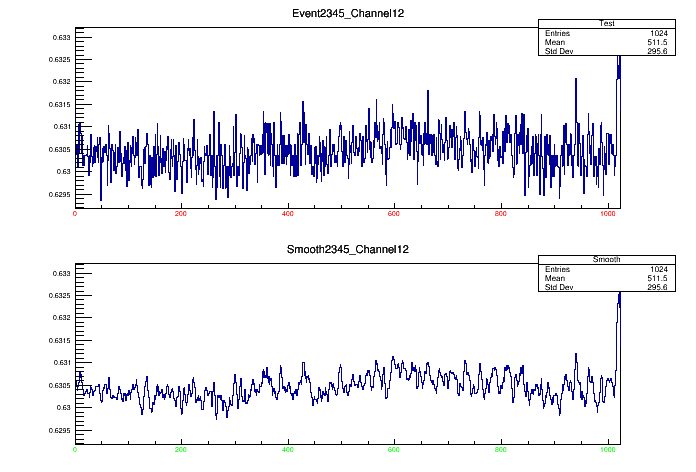 Event2345_Channel12
Test
Entries 1024
Mean 511.5
Std Dev 295.6
0.633
0.6325
0.632
0.6315
0.631
0.6305
0.63
0.6295
0 200 400 600 800 1000
Smooth2345_Channel12
Smooth
Entries 1024
Mean 511.5
Std Dev 295.6
0.633
0.6325
0.632
0.6315
0.631
0.6305
0.63
0.6295
0 200 400 600 800 1000